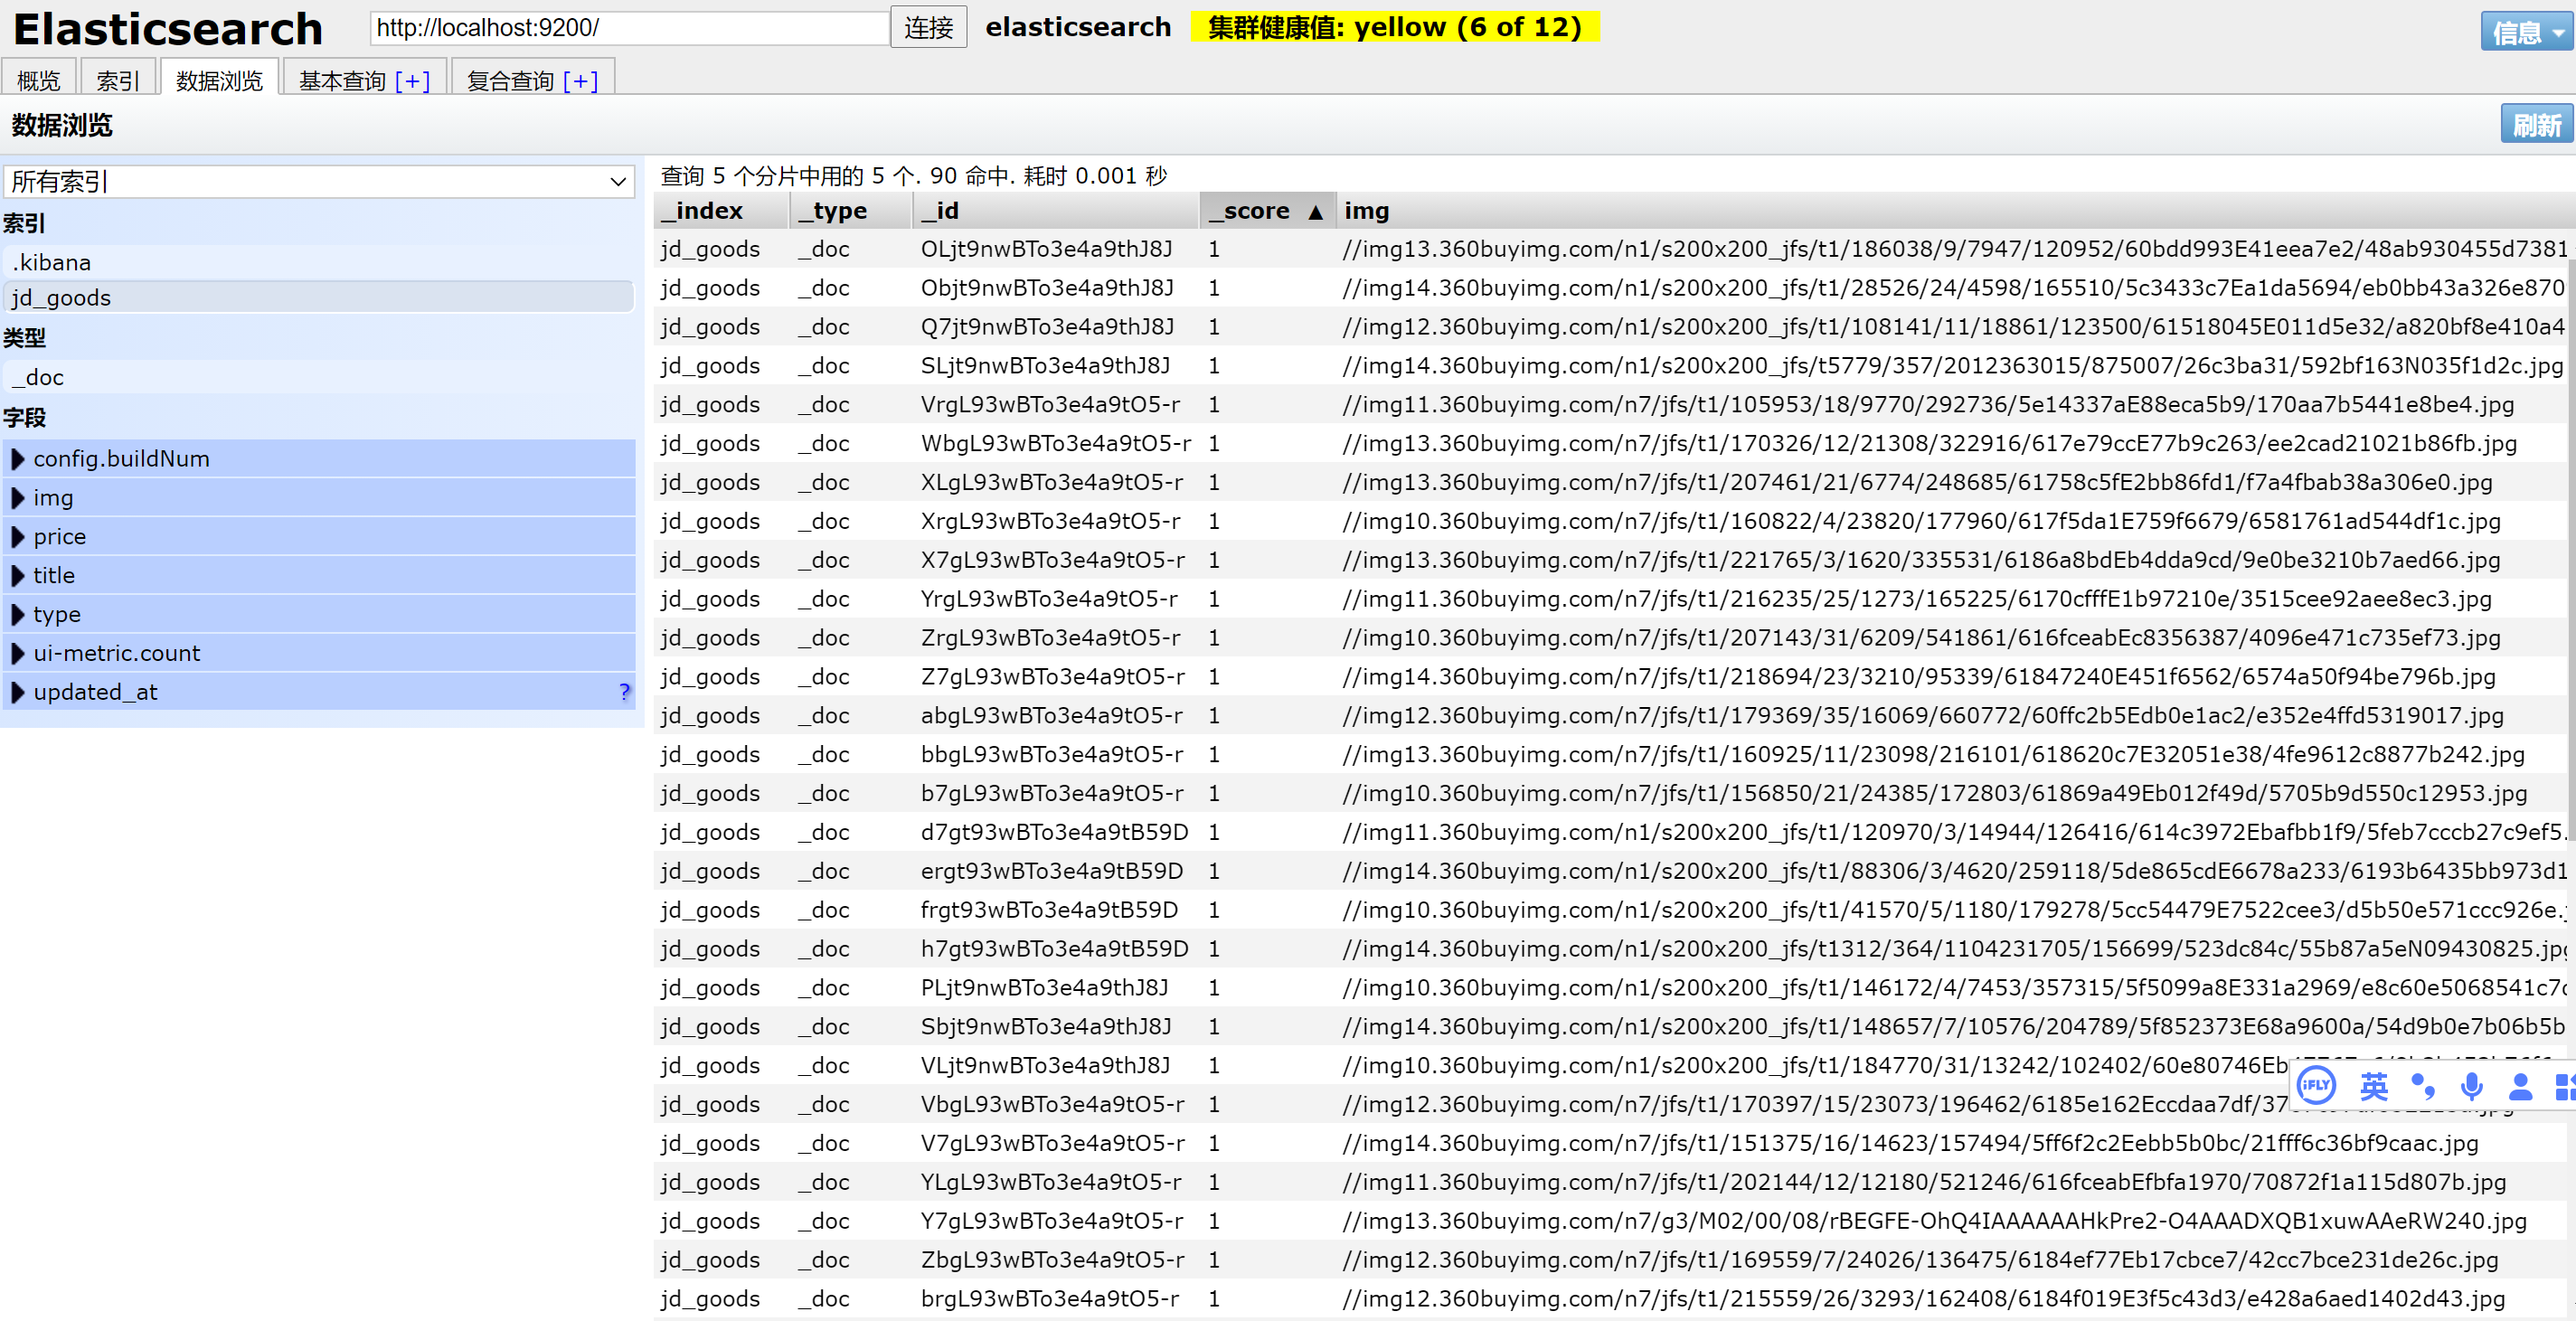 Elasticsearch http://localhost:9200/ 连接 elasticsearch 集群健康值: yellow (6 of 12) 信息
概览 索引 数据浏览 基本查询 [+] 复合查询 [+]
数据浏览 刷新
所有索引
索引
.kibana
jd_goods
类型
_doc
字段
config.buildNum
img
price
title
type
ui-metric.count
updated_at ?
查询 5 个分片中用的 5 个. 90 命中. 耗时 0.001 秒
_index _type _id _score ▲ img
jd_goods _doc OLjt9nwBTo3e4a9thJ8J 1 //img13.360buyimg.com/n1/s200x200_jfs/t1/186038/9/7947/120952/60bdd993E41eea7e2/48ab930455d7381
jd_goods _doc Objt9nwBTo3e4a9thJ8J 1 //img14.360buyimg.com/n1/s200x200_jfs/t1/28526/24/4598/165510/5c3433c7Ea1da5694/eb0bb43a326e870
jd_goods _doc Q7jt9nwBTo3e4a9thJ8J 1 //img12.360buyimg.com/n1/s200x200_jfs/t1/108141/11/18861/123500/61518045E011d5e32/a820bf8e410a4
jd_goods _doc SLjt9nwBTo3e4a9thJ8J 1 //img14.360buyimg.com/n1/s200x200_jfs/t5779/357/2012363015/875007/26c3ba31/592bf163N035f1d2c.jpg
jd_goods _doc VrgL93wBTo3e4a9tO5-r 1 //img11.360buyimg.com/n7/jfs/t1/105953/18/9770/292736/5e14337aE88eca5b9/170aa7b5441e8be4.jpg
jd_goods _doc WbgL93wBTo3e4a9tO5-r 1 //img13.360buyimg.com/n7/jfs/t1/170326/12/21308/322916/617e79ccE77b9c263/ee2cad21021b86fb.jpg
jd_goods _doc XLgL93wBTo3e4a9tO5-r 1 //img13.360buyimg.com/n7/jfs/t1/207461/21/6774/248685/61758c5fE2bb86fd1/f7a4fbab38a306e0.jpg
jd_goods _doc XrgL93wBTo3e4a9tO5-r 1 //img10.360buyimg.com/n7/jfs/t1/160822/4/23820/177960/617f5da1E759f6679/6581761ad544df1c.jpg
jd_goods _doc X7gL93wBTo3e4a9tO5-r 1 //img13.360buyimg.com/n7/jfs/t1/221765/3/1620/335531/6186a8bdEb4dda9cd/9e0be3210b7aed66.jpg
jd_goods _doc YrgL93wBTo3e4a9tO5-r 1 //img11.360buyimg.com/n7/jfs/t1/216235/25/1273/165225/6170cfffE1b97210e/3515cee92aee8ec3.jpg
jd_goods _doc ZrgL93wBTo3e4a9tO5-r 1 //img10.360buyimg.com/n7/jfs/t1/207143/31/6209/541861/616fceabEc8356387/4096e471c735ef73.jpg
jd_goods _doc Z7gL93wBTo3e4a9tO5-r 1 //img14.360buyimg.com/n7/jfs/t1/218694/23/3210/95339/61847240E451f6562/6574a50f94be796b.jpg
jd_goods _doc abgL93wBTo3e4a9tO5-r 1 //img12.360buyimg.com/n7/jfs/t1/179369/35/16069/660772/60ffc2b5Edb0e1ac2/e352e4ffd5319017.jpg
jd_goods _doc bbgL93wBTo3e4a9tO5-r 1 //img13.360buyimg.com/n7/jfs/t1/160925/11/23098/216101/618620c7E32051e38/4fe9612c8877b242.jpg
jd_goods _doc b7gL93wBTo3e4a9tO5-r 1 //img10.360buyimg.com/n7/jfs/t1/156850/21/24385/172803/61869a49Eb012f49d/5705b9d550c12953.jpg
jd_goods _doc d7gt93wBTo3e4a9tB59D 1 //img11.360buyimg.com/n1/s200x200_jfs/t1/120970/3/14944/126416/614c3972Ebafbb1f9/5feb7cccb27c9ef5.
jd_goods _doc ergt93wBTo3e4a9tB59D 1 //img14.360buyimg.com/n1/s200x200_jfs/t1/88306/3/4620/259118/5de865cdE6678a233/6193b6435bb973d1
jd_goods _doc frgt93wBTo3e4a9tB59D 1 //img10.360buyimg.com/n1/s200x200_jfs/t1/41570/5/1180/179278/5cc54479E7522cee3/d5b50e571ccc926e.j
jd_goods _doc h7gt93wBTo3e4a9tB59D 1 //img14.360buyimg.com/n1/s200x200_jfs/t1312/364/1104231705/156699/523dc84c/55b87a5eN09430825.jpg
jd_goods _doc PLjt9nwBTo3e4a9thJ8J 1 //img10.360buyimg.com/n1/s200x200_jfs/t1/146172/4/7453/357315/5f5099a8E331a2969/e8c60e5068541c7c
jd_goods _doc Sbjt9nwBTo3e4a9thJ8J 1 //img14.360buyimg.com/n1/s200x200_jfs/t1/148657/7/10576/204789/5f852373E68a9600a/54d9b0e7b06b5b
jd_goods _doc VLjt9nwBTo3e4a9thJ8J 1 //img10.360buyimg.com/n1/s200x200_jfs/t1/184770/31/13242/102402/60e80746Eb
iFLY 英
jd_goods _doc VbgL93wBTo3e4a9tO5-r 1 //img12.360buyimg.com/n7/jfs/t1/170397/15/23073/196462/6185e162Eccdaa7df/37
jd_goods _doc V7gL93wBTo3e4a9tO5-r 1 //img14.360buyimg.com/n7/jfs/t1/151375/16/14623/157494/5ff6f2c2Eebb5b0bc/21fff6c36bf9caac.jpg
jd_goods _doc YLgL93wBTo3e4a9tO5-r 1 //img11.360buyimg.com/n7/jfs/t1/202144/12/12180/521246/616fceabEfbfa1970/70872f1a115d807b.jpg
jd_goods _doc Y7gL93wBTo3e4a9tO5-r 1 //img13.360buyimg.com/n7/g3/M02/00/08/rBEGFE-OhQ4IAAAAAAHkPre2-O4AAADXQB1xuwAAeRW240.jpg
jd_goods _doc ZbgL93wBTo3e4a9tO5-r 1 //img12.360buyimg.com/n7/jfs/t1/169559/7/24026/136475/6184ef77Eb17cbce7/42cc7bce231de26c.jpg
jd_goods _doc brgL93wBTo3e4a9tO5-r 1 //img12.360buyimg.com/n7/jfs/t1/215559/26/3293/162408/6184f019E3f5c43d3/e428a6aed1402d43.jpg